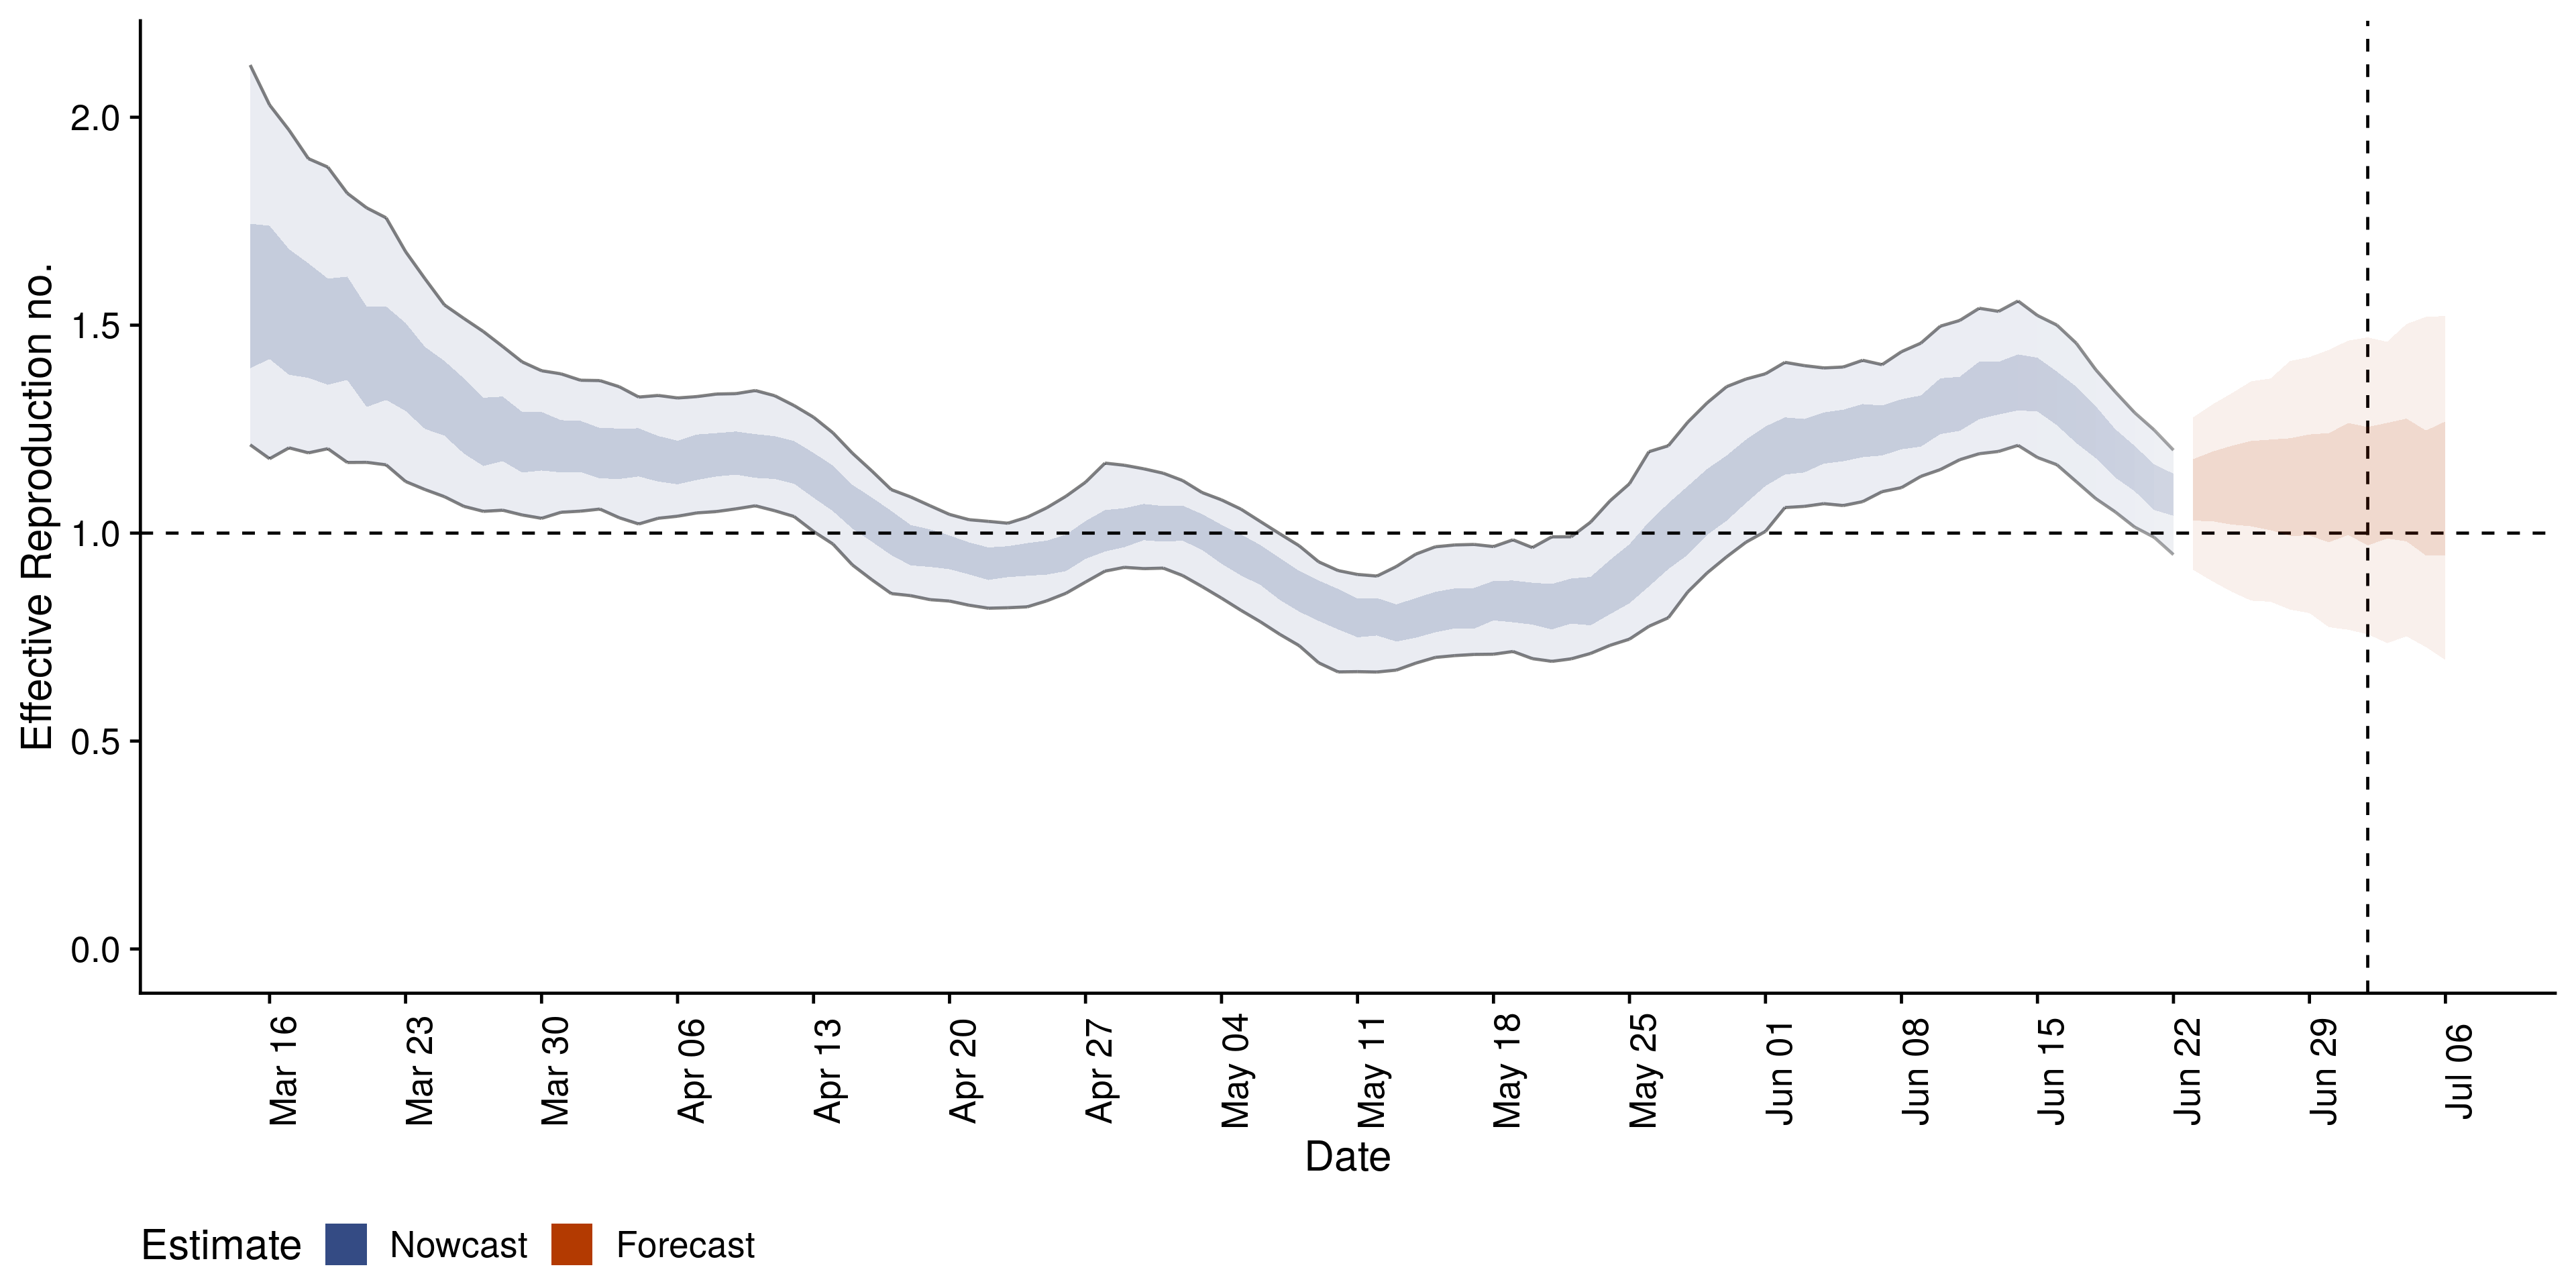 Effective Reproduction no.
2.0
1.5
1.0
0.5
0.0
Mar 16
Mar 23
Mar 30
Apr 06
Apr 13
Apr 20
Apr 27
May 04
May 11
May 18
May 25
Jun 01
Jun 08
Jun 15
Jun 22
Jun 29
Jul 06
Date
Estimate Nowcast Forecast